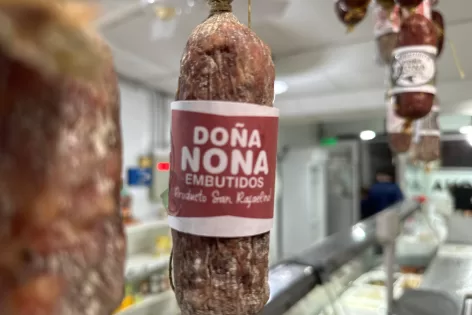 DOÑA
NONA
EMBUTIDOS
Producto San Rafaelino